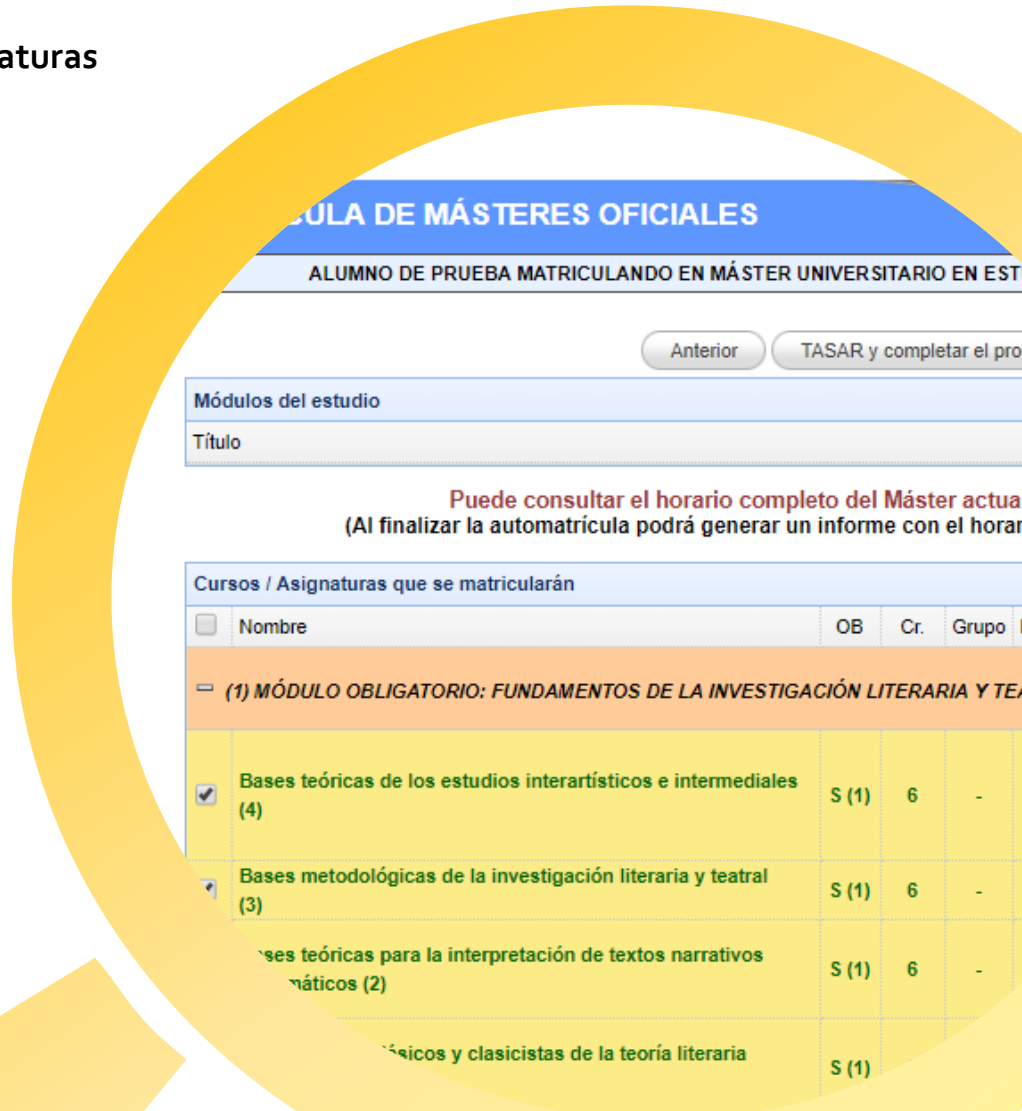 aturas
ULA DE MÁSTERES OFICIALES
ALUMNO DE PRUEBA MATRICULANDO EN MÁSTER UNIVERSITARIO EN EST
Anterior TASAR y completar el pro
Módulos del estudio
Título
Puede consultar el horario completo del Máster actua
(Al finalizar la automatrícula podrá generar un informe con el horar
Cursos / Asignaturas que se matricularán
Nombre OB Cr. Grupo
(1) MÓDULO OBLIGATORIO: FUNDAMENTOS DE LA INVESTIGACIÓN LITERARIA Y TEA
Bases teóricas de los estudios interartísticos e intermediales
(4) S (1) 6 -
Bases metodológicas de la investigación literaria y teatral
(3) S (1) 6 -
ses teóricas para la interpretación de textos narrativos
máticos (2) S (1) 6 -
sicos y clasicistas de la teoría literaria
S (1)